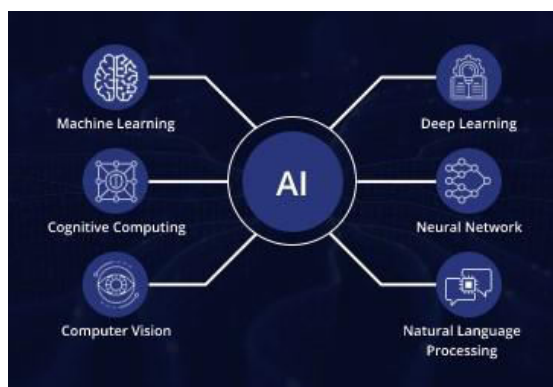 Machine Learning
Deep Learning
AI
Cognitive Computing
Neural Network
Computer Vision
Natural Language
Processing